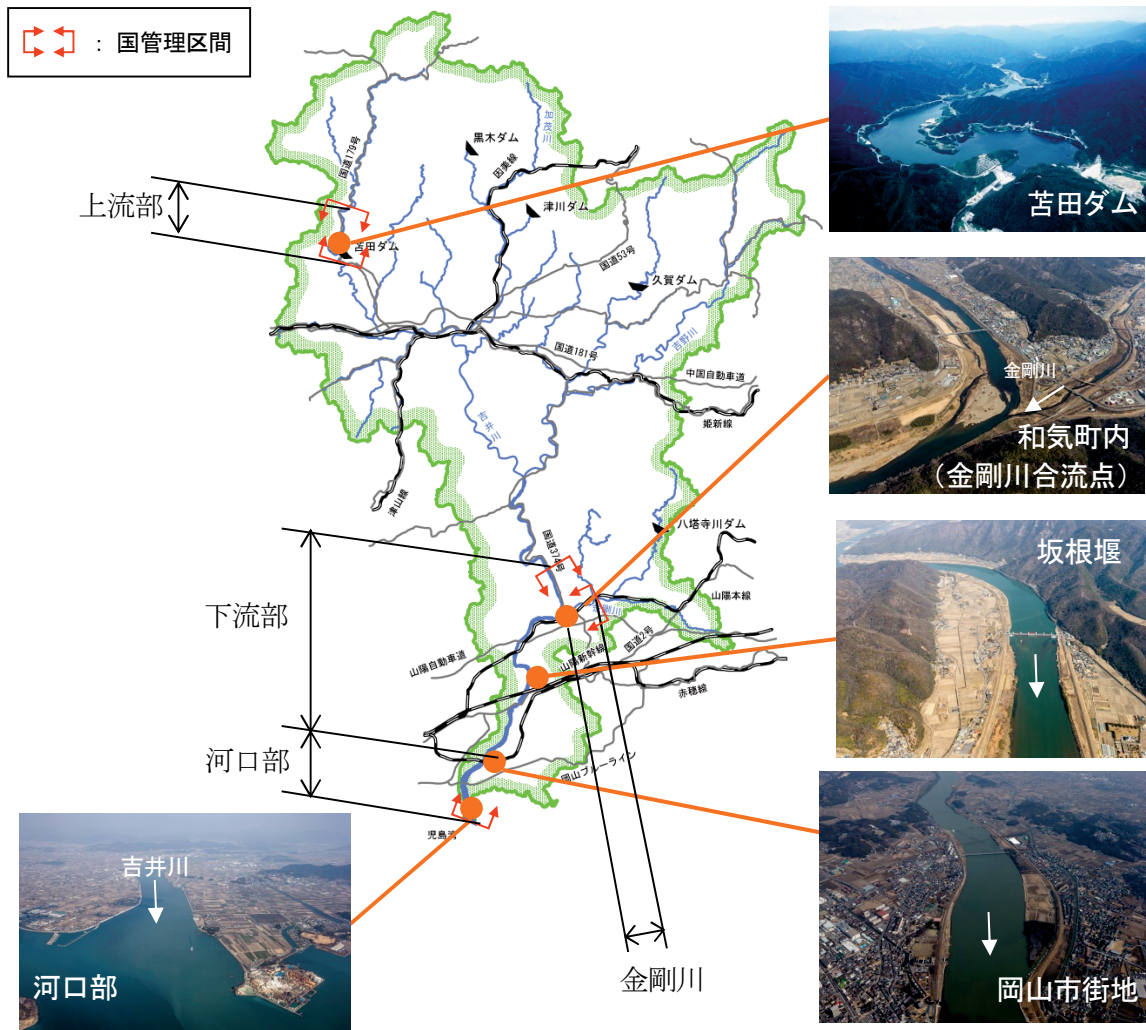 ：国管理区間
国道179号
加茂川
黒木ダム
因美線
上流部
津川ダム
苫田ダム
苫田ダム
国道53号
久賀ダム
吉野川
国道181号
中国自動車道
姫新線
吉井川
津山線
金剛川
和気町内
（金剛川合流点）
八塔寺川ダム
国道374号
山陽本線
坂根堰
下流部
金剛川
国道2号
山陽新幹線
山陽自動車道
赤穂線
河口部
岡山ブルーライン
児島湾
吉井川
河口部
金剛川
岡山市街地